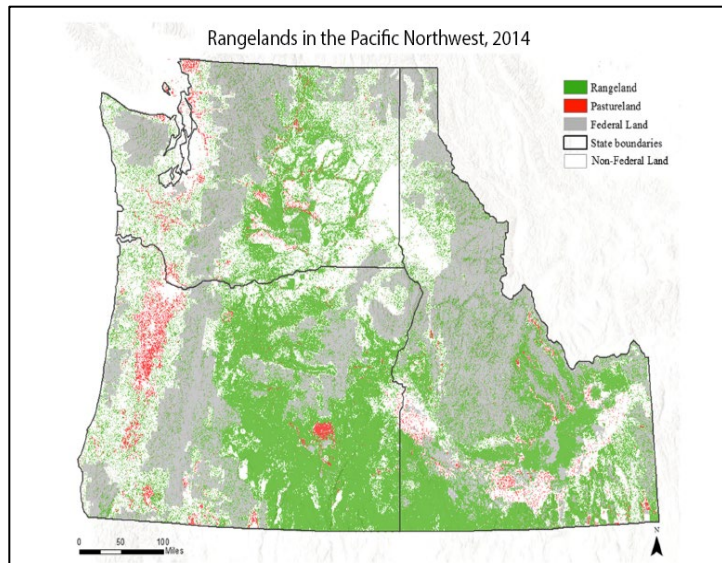 Rangelands in the Pacific Northwest, 2014
Rangeland
Pastureland
Federal Land
State boundaries
Non-Federal Land
0 50 100
Miles
N